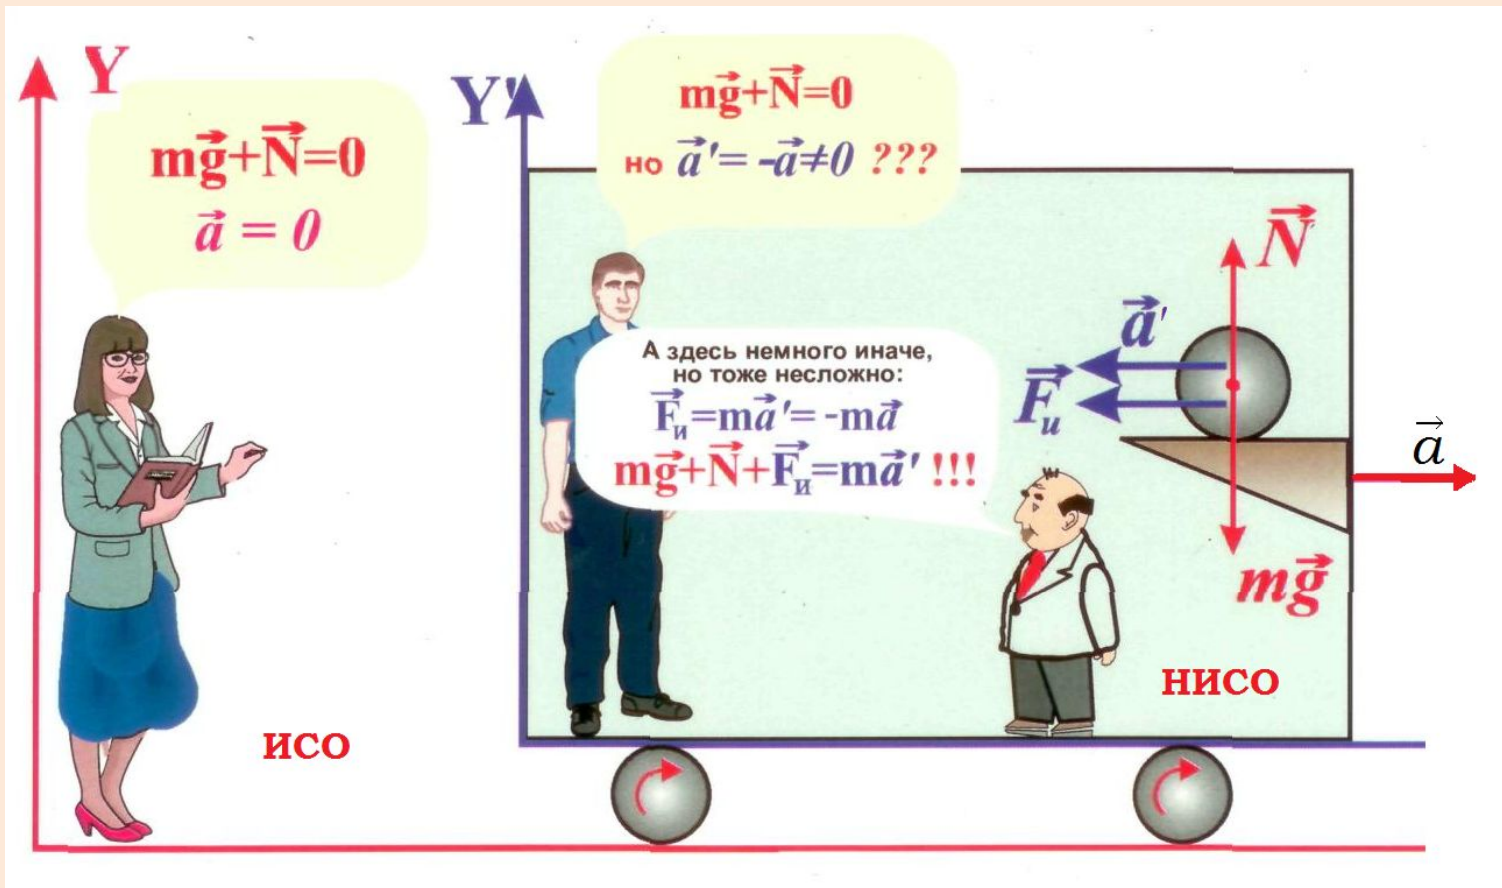 Y
mg⃗+N⃗=0
a⃗ = 0
Y'
mg⃗+N⃗=0
но a⃗'= -a⃗≠0 ???
А здесь немного иначе,
но тоже несложно:
F⃗и=ma⃗'= -ma⃗
mg⃗+N⃗+F⃗и=ma⃗' !!!
N⃗
a⃗'
F⃗и
a⃗
mg⃗
НИСО
ИСО